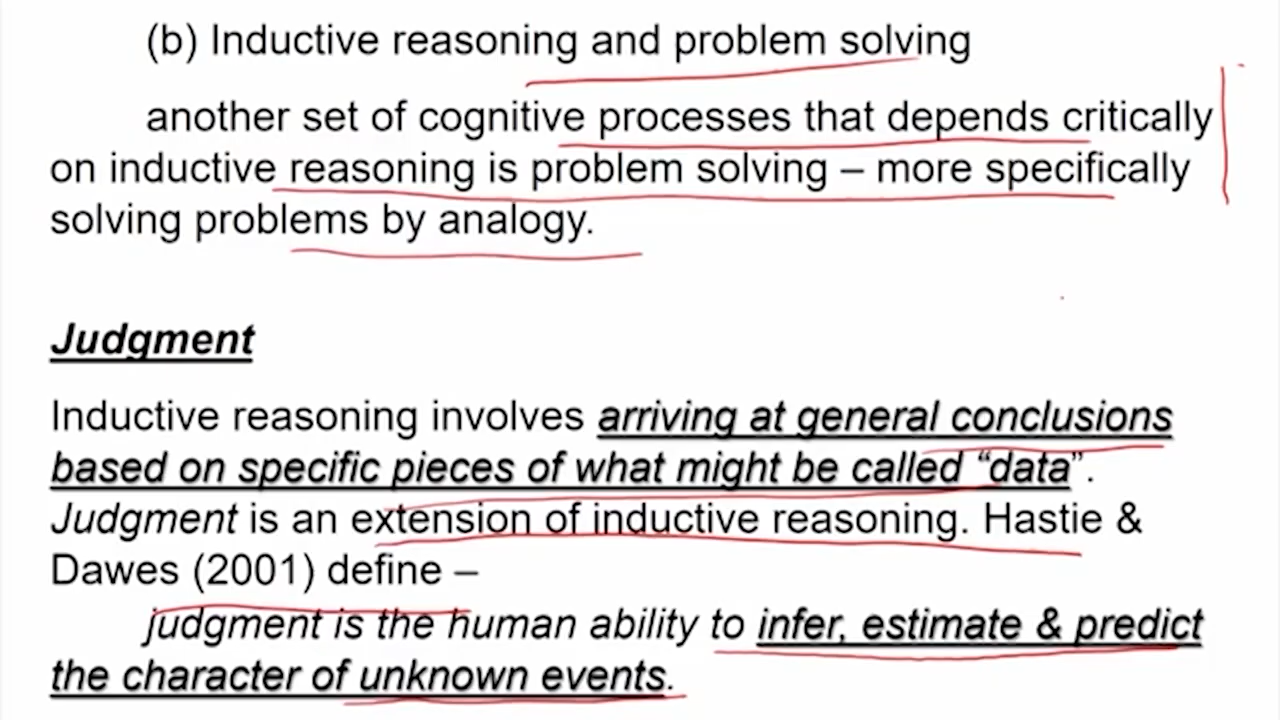 (b) Inductive reasoning and problem solving
another set of cognitive processes that depends critically
on inductive reasoning is problem solving – more specifically
solving problems by analogy.
Judgment
Inductive reasoning involves arriving at general conclusions
based on specific pieces of what might be called “data”.
Judgment is an extension of inductive reasoning. Hastie &
Dawes (2001) define –
judgment is the human ability to infer, estimate & predict
the character of unknown events.